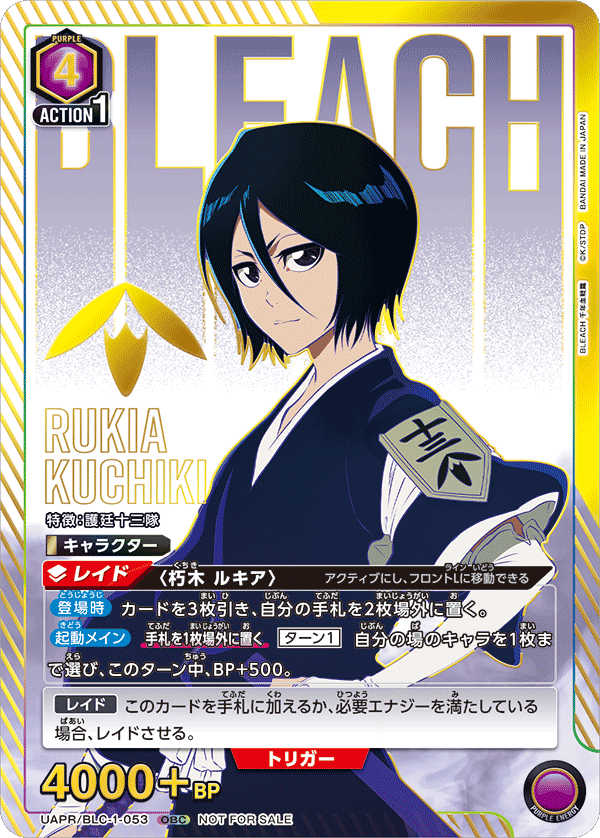 PURPLE
4
ACTION1
BLEACH
BANDAI MADE IN JAPAN
©K/STDP
BLEACH 千年血戦篇
十三
RUKIA
KUCHIKI
特徴:護廷十三隊
キャラクター
レイド 〈朽木 ルキア〉 アクティブにし、フロントLに移動できる
登場時 カードを3枚引き、自分の手札を2枚場外に置く。
起動メイン 手札を1枚場外に置く ターン1 自分の場のキャラを1枚ま
で選び、このターン中、BP+500。
レイド このカードを手札に加えるか、必要エナジーを満たしている
場合、レイドさせる。
トリガー
4000+BP
PURPLE ENERGY
UAPR/BLC-1-053 OBC NOT FOR SALE